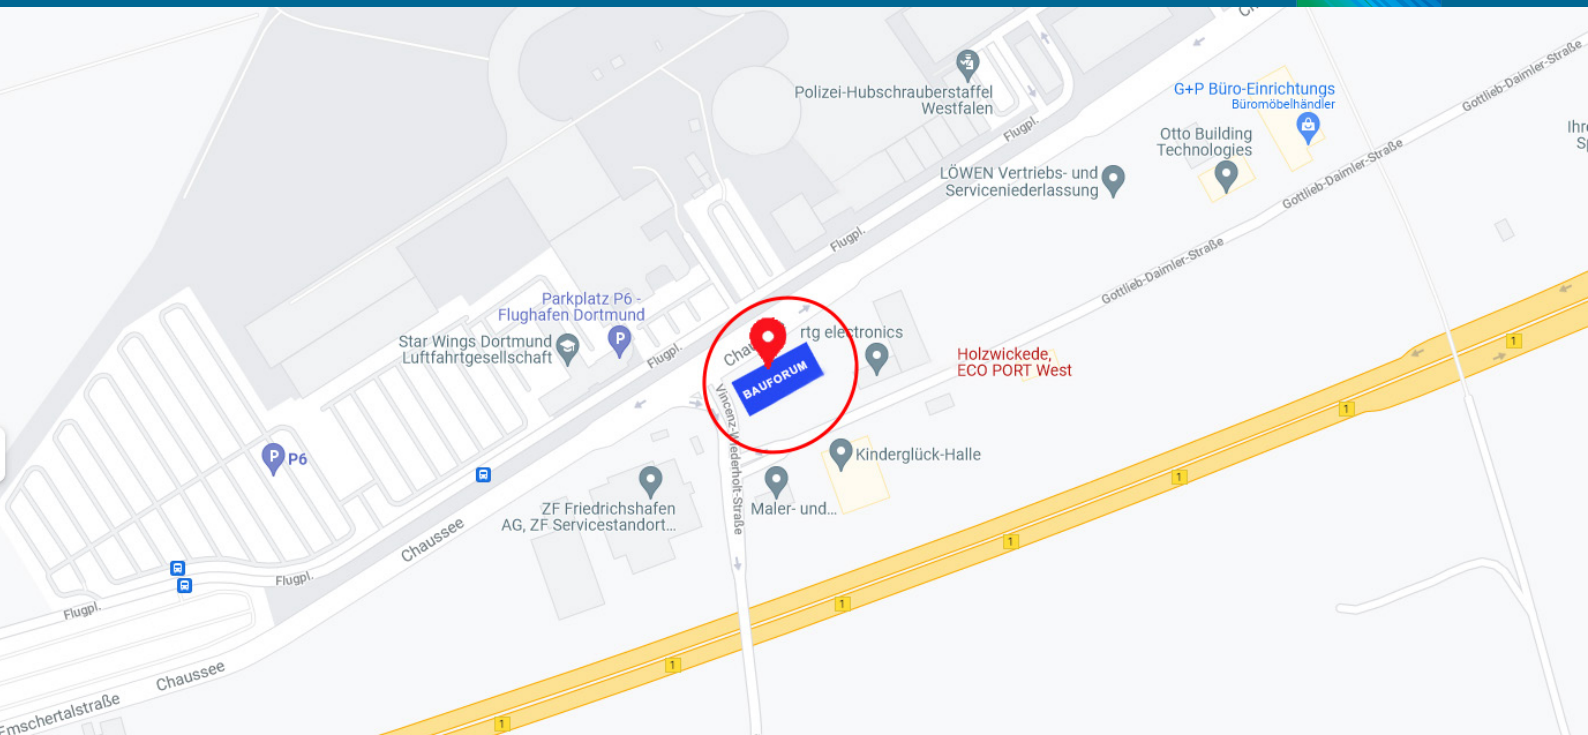 Polizei-Hubschrauberstaffel
Westfalen
G+P Büro-Einrichtungs
Büromöbelhändler
Gottlieb-Daimler-Straße
Otto Building
Technologies
Flugpl.
Gottlieb-Daimler-Straße
LÖWEN Vertriebs- und
Serviceniederlassung
Flugpl.
Gottlieb-Daimler-Straße
Parkplatz P6 -
Flughafen Dortmund
P
Star Wings Dortmund
Luftfahrtgesellschaft
Flugpl.
rtg electronics
BAUFORUM
Holzwickede,
ECO PORT West
1
1
Vincenz-Wiederholt-Straße
P
P6
Kinderglück-Halle
1
ZF Friedrichshafen
AG, ZF Servicestandort...
Maler- und...
Chaussee
1
Flugpl.
Flugpl.
1
Chaussee
1
Emschertalstraße
1